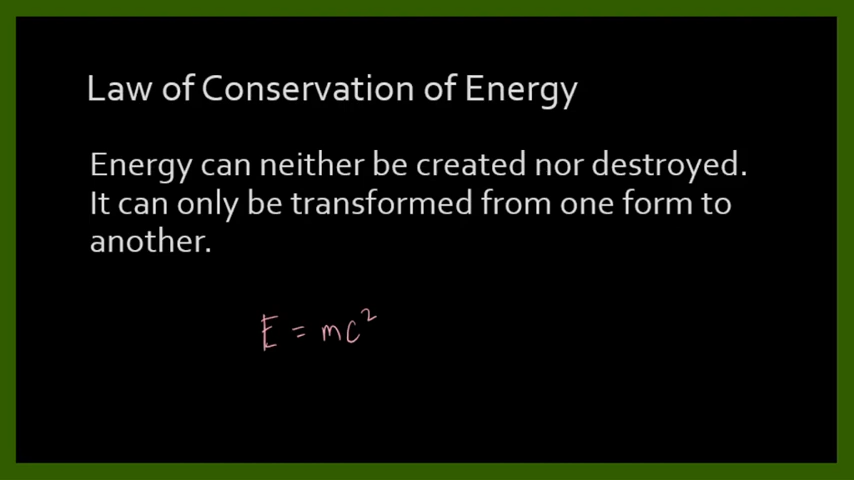 Law of Conservation of Energy
Energy can neither be created nor destroyed.
It can only be transformed from one form to
another.
E = mc²